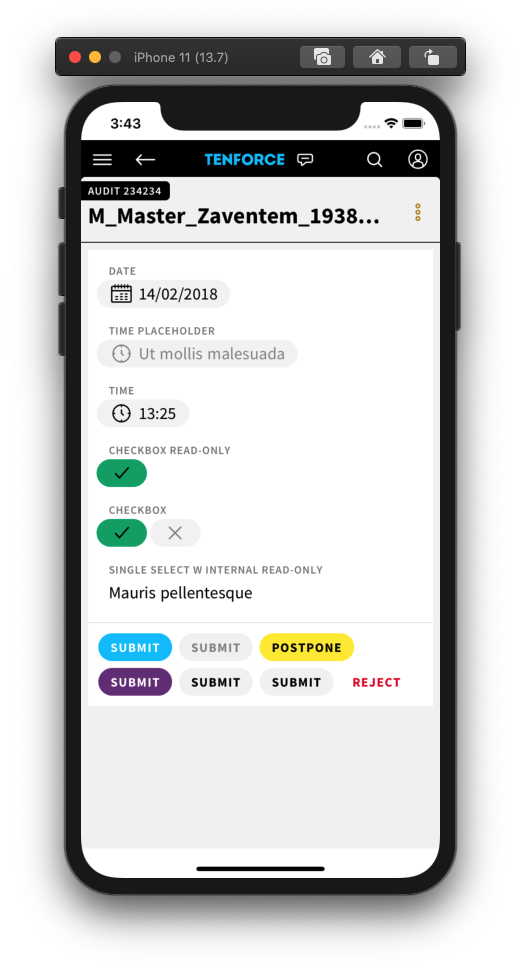 iPhone 11 (13.7)
3:43
TENFORCE
AUDIT 234234
M_Master_Zaventem_1938...
DATE
14/02/2018
TIME PLACEHOLDER
Ut mollis malesuada
TIME
13:25
CHECKBOX READ-ONLY
CHECKBOX
SINGLE SELECT W INTERNAL READ-ONLY
Mauris pellentesque
SUBMIT SUBMIT POSTPONE
SUBMIT SUBMIT SUBMIT REJECT